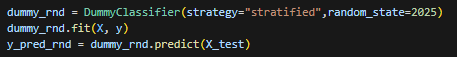 dummy_rnd = DummyClassifier(strategy="stratified",random_state=2025)
dummy_rnd.fit(X, y)
y_pred_rnd = dummy_rnd.predict(X_test)